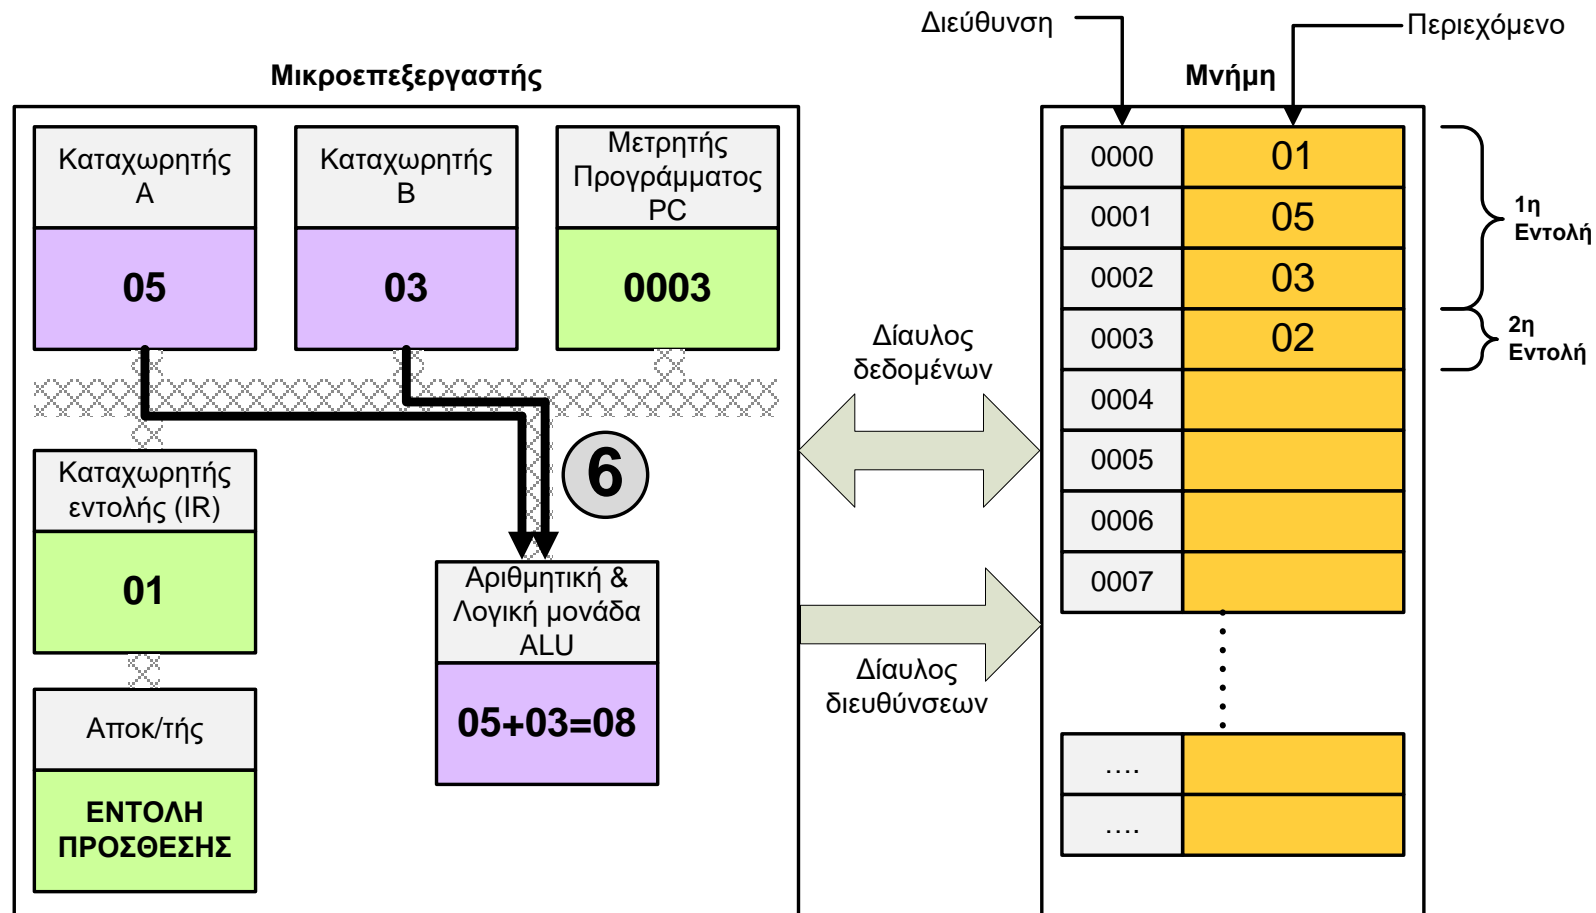 Διεύθυνση
Περιεχόμενο
Μικροεπεξεργαστής
Μνήμη
Καταχωρητής
Α
05
Καταχωρητής
Β
03
Μετρητής
Προγράμματος
PC
0003
Καταχωρητής
εντολής (IR)
01
Αποκ/τής
ΕΝΤΟΛΗ
ΠΡΟΣΘΕΣΗΣ
6
Αριθμητική &
Λογική μονάδα
ALU
05+03=08
Δίαυλος
δεδομένων
Δίαυλος
διευθύνσεων
0000 01
0001 05
0002 03
0003 02
0004
0005
0006
0007
....
....
1η
Εντολή
2η
Εντολή